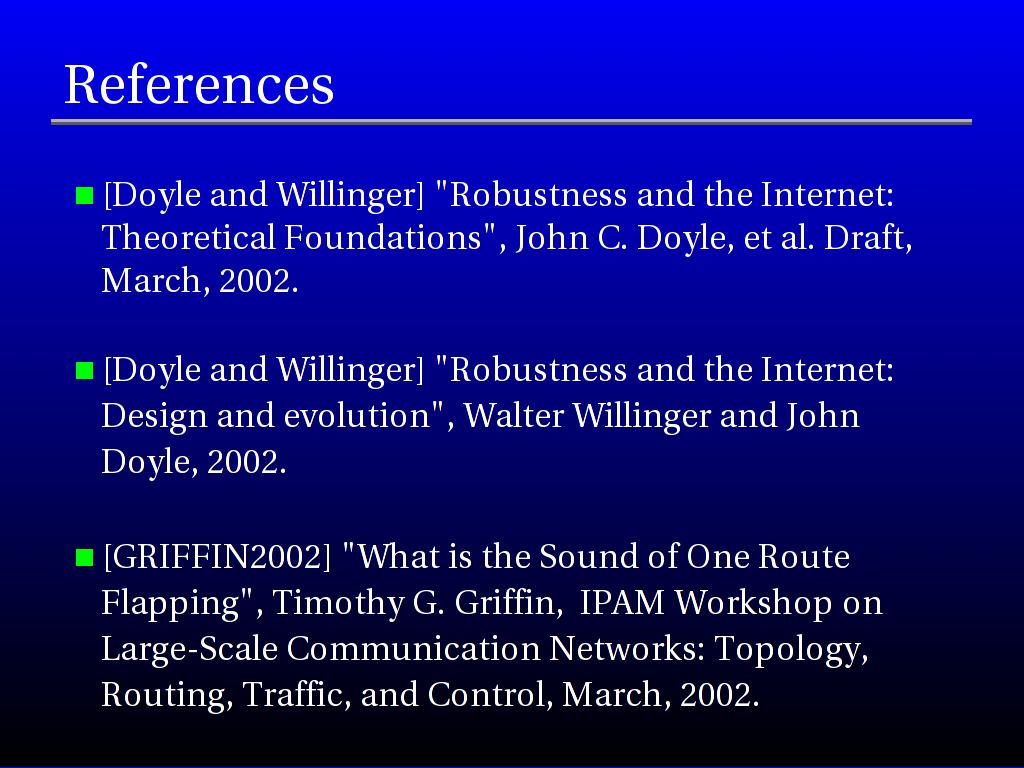 References
[Doyle and Willinger] "Robustness and the Internet:
Theoretical Foundations", John C. Doyle, et al. Draft,
March, 2002.
[Doyle and Willinger] "Robustness and the Internet:
Design and evolution", Walter Willinger and John
Doyle, 2002.
[GRIFFIN2002] "What is the Sound of One Route
Flapping", Timothy G. Griffin,  IPAM Workshop on
Large-Scale Communication Networks: Topology,
Routing, Traffic, and Control, March, 2002.